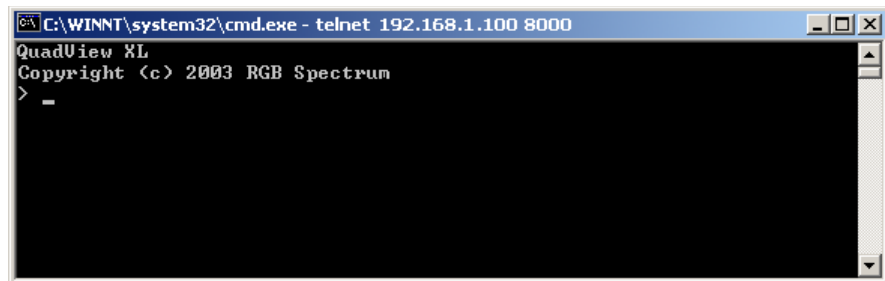 C:\WINNT\system32\cmd.exe - telnet 192.168.1.100 8000
QuadView XL
Copyright (c) 2003 RGB Spectrum
> _